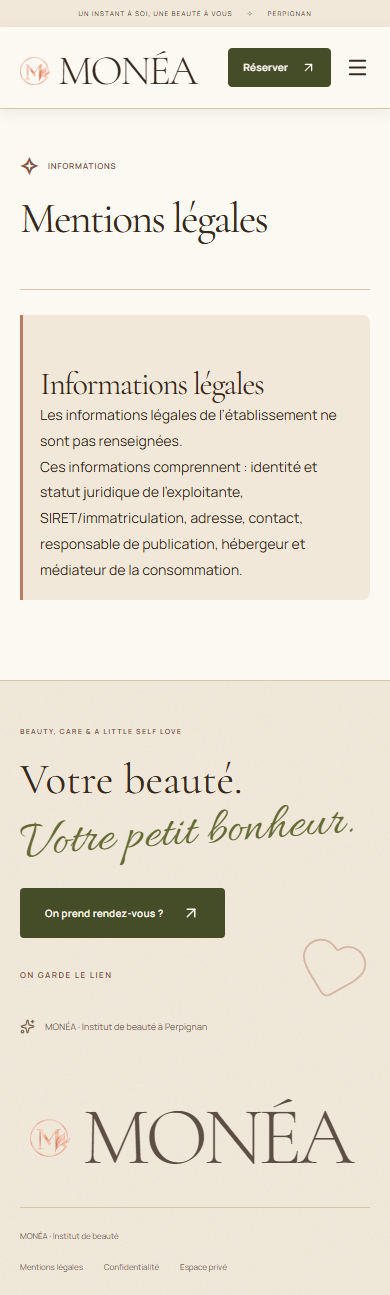 UN INSTANT À SOI, UNE BEAUTÉ À VOUS ✧ PERPIGNAN
M MONÉA
Réserver
INFORMATIONS
Mentions légales
Informations légales
Les informations légales de l'établissement ne
sont pas renseignées.
Ces informations comprennent : identité et
statut juridique de l'exploitante,
SIRET/immatriculation, adresse, contact,
responsable de publication, hébergeur et
médiateur de la consommation.
BEAUTY, CARE & A LITTLE SELF LOVE
Votre beauté.
Votre petit bonheur.
On prend rendez-vous ?
ON GARDE LE LIEN
MONÉA · Institut de beauté à Perpignan
M MONÉA
MONÉA · Institut de beauté
Mentions légales Confidentialité Espace privé